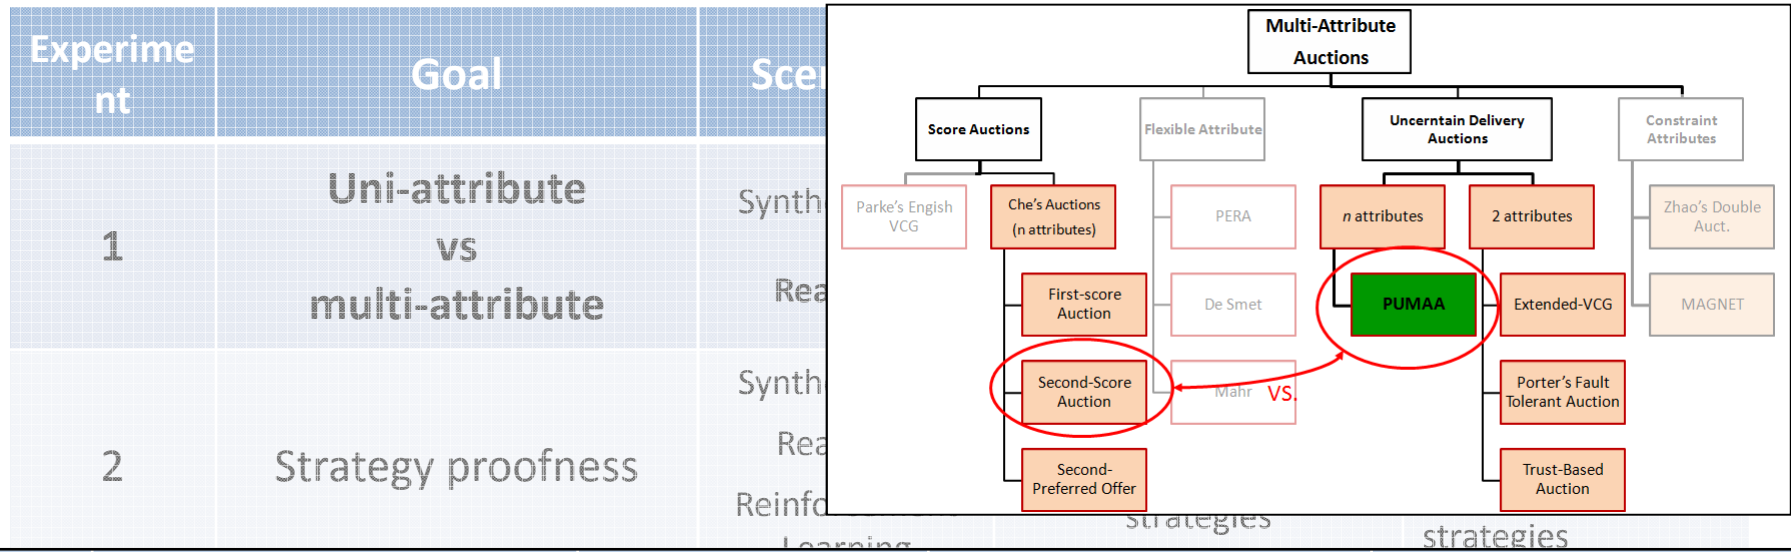 Experime
nt
Goal
Scen
1
Uni-attribute
vs
multi-attribute
Synth
Rea
2
Strategy proofness
Synth
Rea
Reinforcement
Learning
strategies
strategies
Multi-Attribute
Auctions
Score Auctions
Flexible Attribute
Uncerntain Delivery
Auctions
Constraint
Attributes
Parke's Engish
VCG
Che's Auctions
(n attributes)
PERA
n attributes
2 attributes
Zhao's Double
Auct.
First-score
Auction
De Smet
PUMAA
Extended-VCG
MAGNET
Second-Score
Auction
Mahr
VS.
Porter's Fault
Tolerant Auction
Second-
Preferred Offer
Trust-Based
Auction